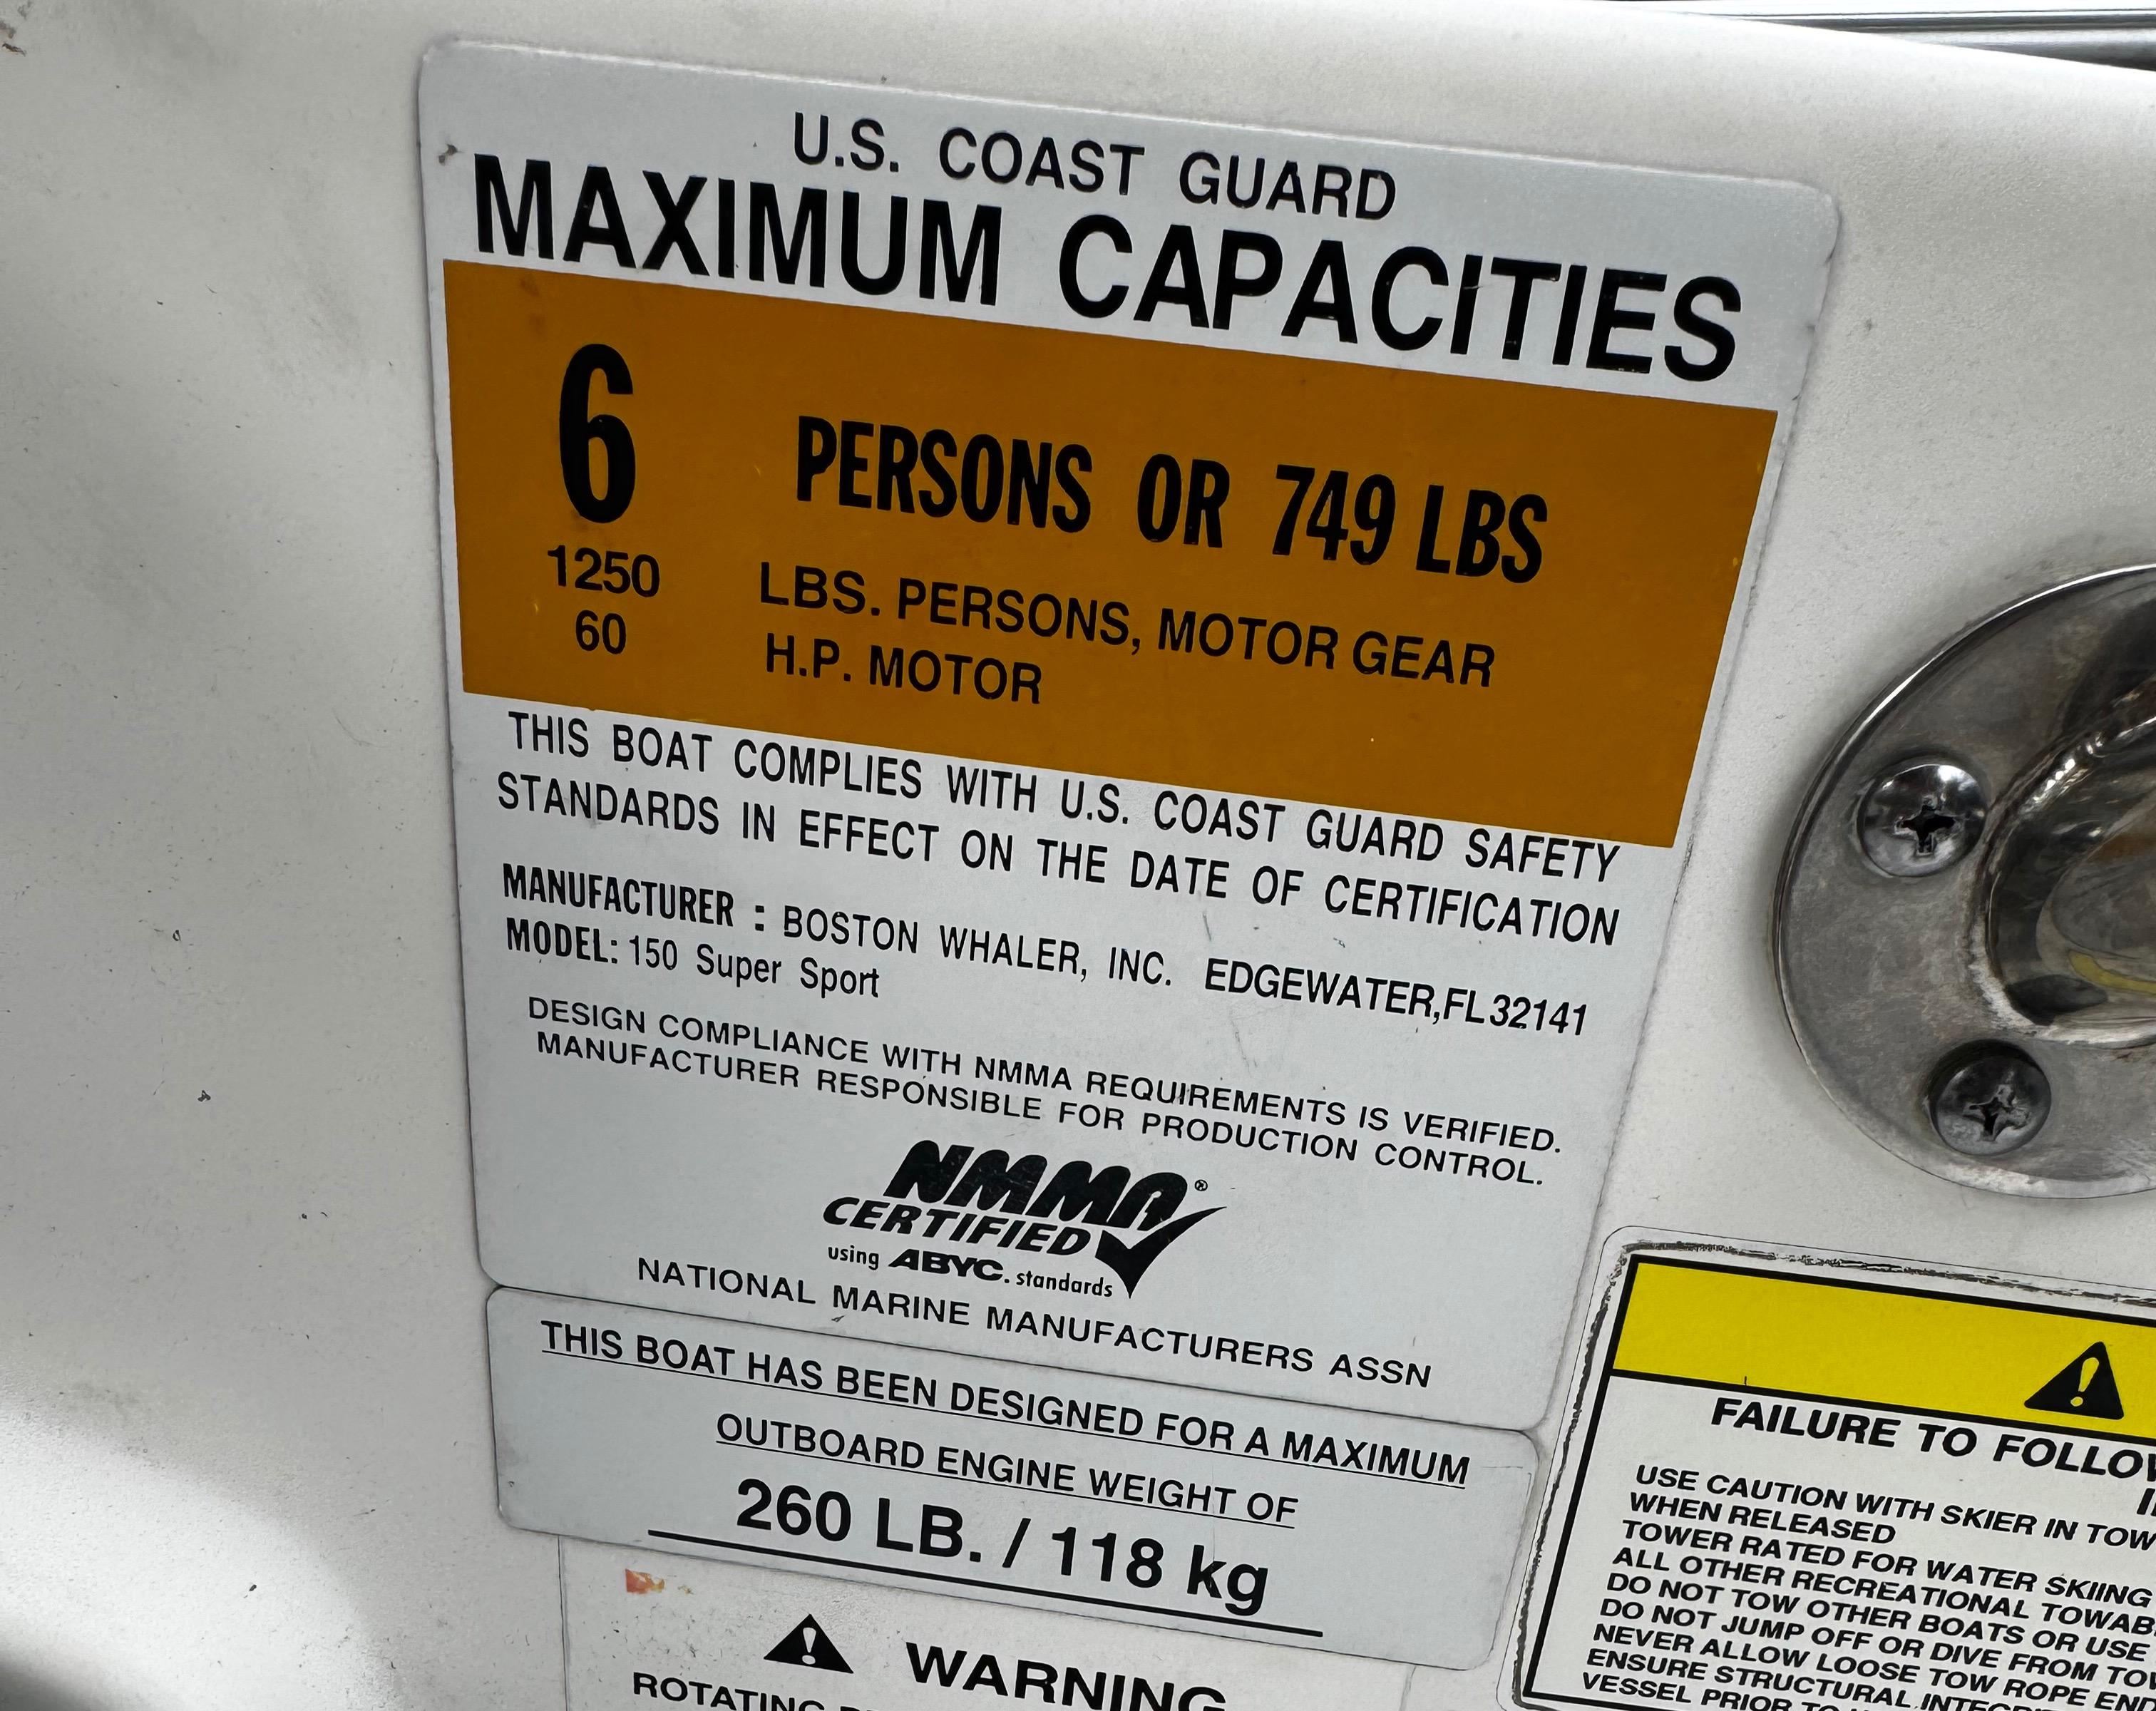 U.S. COAST GUARD
MAXIMUM CAPACITIES
6 PERSONS OR 749 LBS
1250 LBS. PERSONS, MOTOR GEAR
60 H.P. MOTOR
THIS BOAT COMPLIES WITH U.S. COAST GUARD SAFETY
STANDARDS IN EFFECT ON THE DATE OF CERTIFICATION
MANUFACTURER : BOSTON WHALER, INC. EDGEWATER,FL 32141
MODEL: 150 Super Sport
DESIGN COMPLIANCE WITH NMMA REQUIREMENTS IS VERIFIED.
MANUFACTURER RESPONSIBLE FOR PRODUCTION CONTROL.
NMMA®
CERTIFIED
using ABYC. standards
NATIONAL MARINE MANUFACTURERS ASSN
THIS BOAT HAS BEEN DESIGNED FOR A MAXIMUM
OUTBOARD ENGINE WEIGHT OF
260 LB. / 118 kg
WARNING
ROTATING
FAILURE TO
USE CAUTION WITH SKIER IN
WHEN RELEASED
TOWER RATED FOR WATER SKIING
ALL OTHER RECREATIONAL
DO NOT TOW OTHER BOATS OR USE
DO NOT JUMP OFF OR DIVE FROM
NEVER ALLOW LOOSE TOW ROPE
ENSURE STRUCTURAL
VESSEL PRIOR